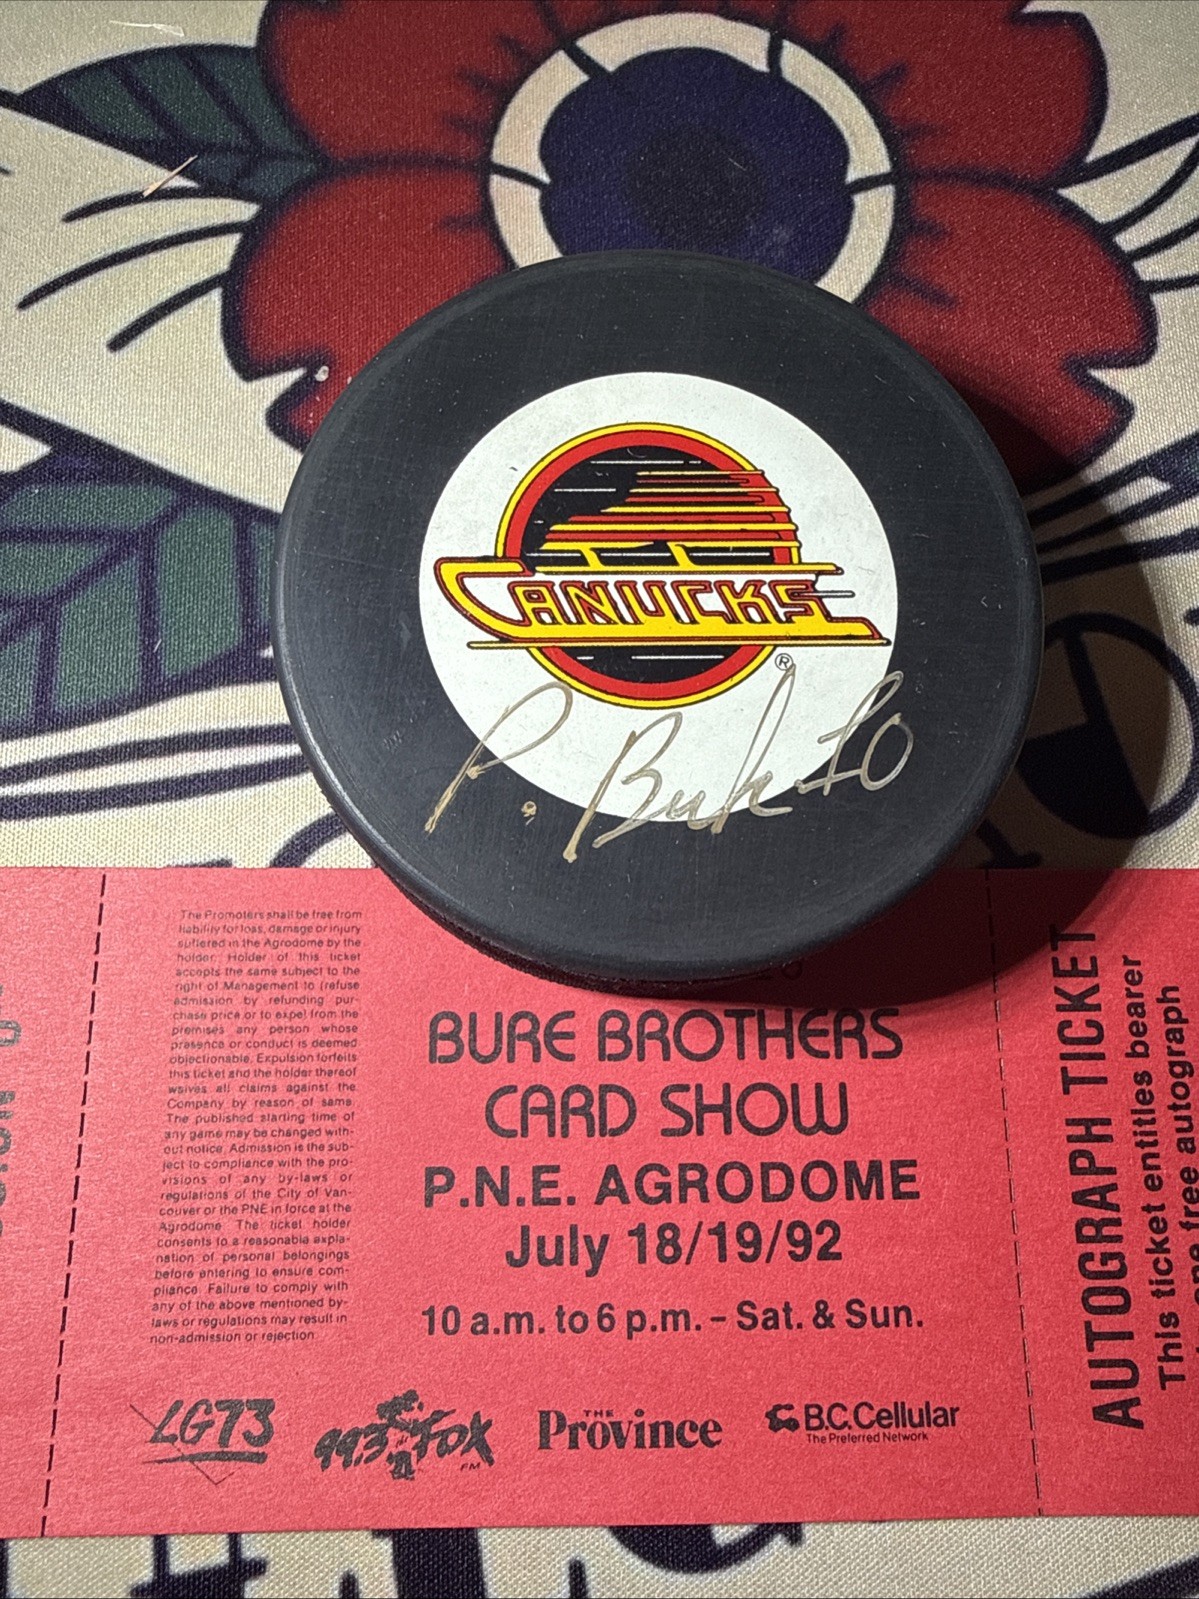 CANUCKS
®
P. Bure 10
The Promoters shall be free from
liability for loss, damage or injury
suffered in the Agrodome by the
holder. Holder of this ticket
accepts the same subject to the
right of Management to (refuse
admission by refunding pur-
chase price or to expel from the
premises any person whose
presence or conduct is deemed
objectionable. Expulsion forfeits
this ticket and the holder thereof
waives all claims against the
Company by reason of same.
The published starting time of
any game may be changed with-
out notice. Admission is the sub-
ject to compliance with the pro-
visions of any by-laws or
regulations of the City of Van-
couver or the PNE in force at the
Agrodome. The ticket holder
consents to a reasonable expla-
nation of personal belongings
before entering to ensure com-
pliance. Failure to comply with
any of the above mentioned by-
laws or regulations may result in
non-admission or rejection.
BURE BROTHERS
CARD SHOW
P.N.E. AGRODOME
July 18/19/92
10 a.m. to 6 p.m. – Sat. & Sun.
LG73
99.3 The FOX
FM
THE
Province
B.C. Cellular
The Preferred Network
AUTOGRAPH TICKET
This ticket entitles bearer
free autograph